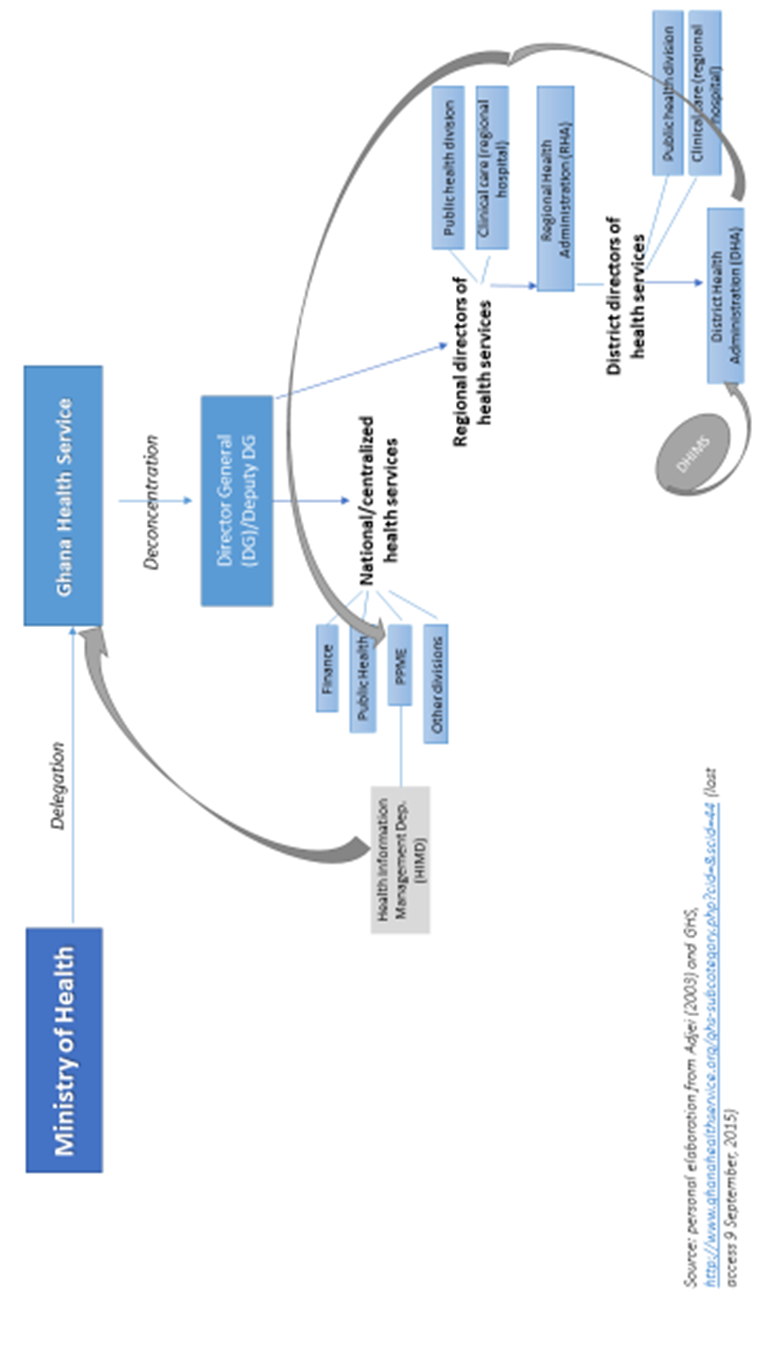 Ministry of Health
Delegation
Ghana Health Service
Deconcentration
Director General
(DG)/Deputy DG
National/centralized
health services
Finance
Public Health
PPME
Other divisions
Health Information
Management Dep.
(HIMD)
Regional directors of
health services
Public health division
Clinical care (regional
hospital)
Regional Health
Administration (RHA)
District directors of
health services
Public health division
Clinical care (regional
hospital)
District Health
Administration (DHA)
DHIMS
Source: personal elaboration from Adjei (2003) and GHS,
http://www.ghanahealthservice.org/ghs-subcategory.php?cid=&scid=44 (last
access 9 September, 2015)